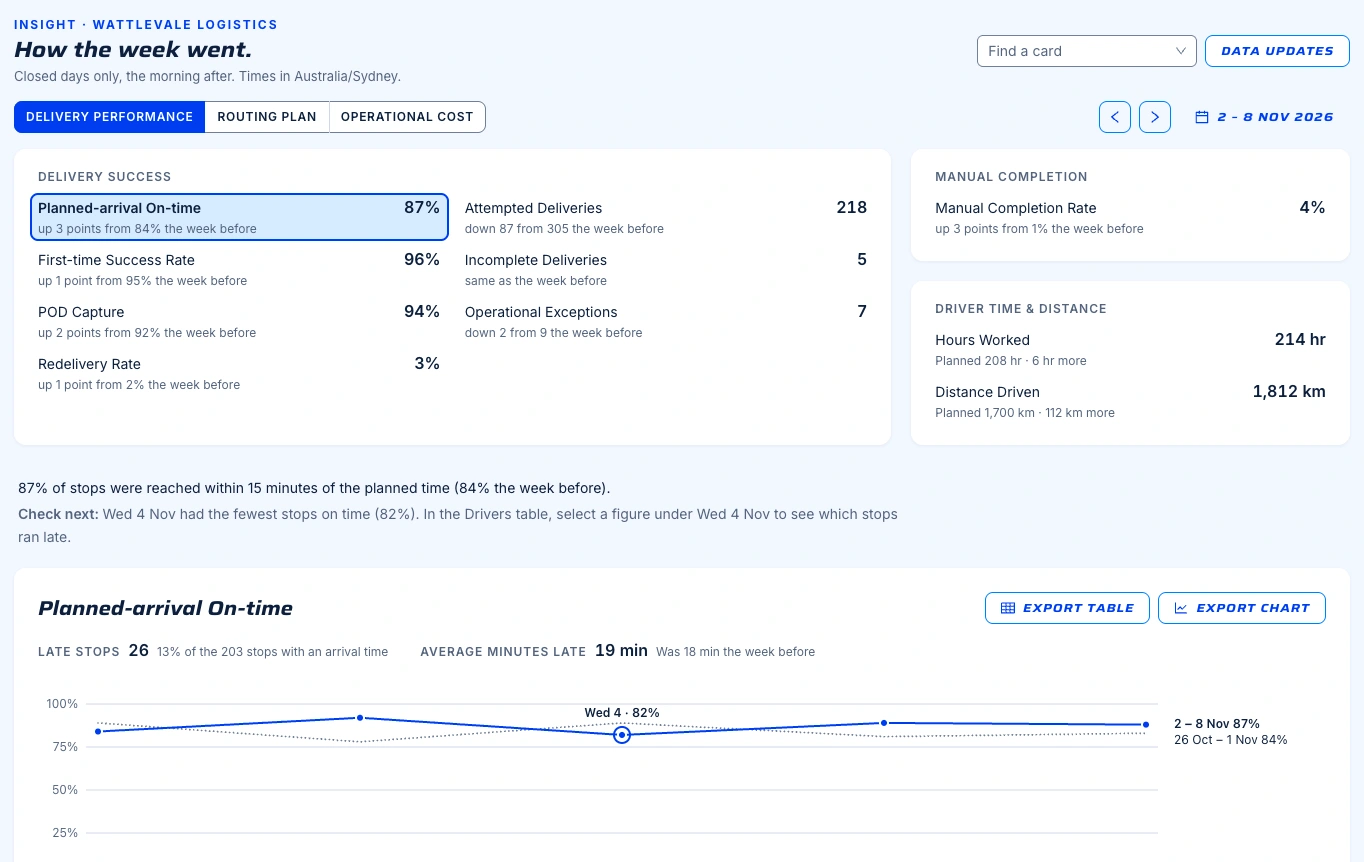 INSIGHT · WATTLEVALE LOGISTICS
How the week went.
Closed days only, the morning after. Times in Australia/Sydney.
Find a card
DATA UPDATES
DELIVERY PERFORMANCE
ROUTING PLAN
OPERATIONAL COST
2 - 8 NOV 2026
DELIVERY SUCCESS
Planned-arrival On-time 87%
up 3 points from 84% the week before
First-time Success Rate 96%
up 1 point from 95% the week before
POD Capture 94%
up 2 points from 92% the week before
Redelivery Rate 3%
up 1 point from 2% the week before
Attempted Deliveries 218
down 87 from 305 the week before
Incomplete Deliveries 5
same as the week before
Operational Exceptions 7
down 2 from 9 the week before
MANUAL COMPLETION
Manual Completion Rate 4%
up 3 points from 1% the week before
DRIVER TIME & DISTANCE
Hours Worked 214 hr
Planned 208 hr · 6 hr more
Distance Driven 1,812 km
Planned 1,700 km · 112 km more
87% of stops were reached within 15 minutes of the planned time (84% the week before).
Check next: Wed 4 Nov had the fewest stops on time (82%). In the Drivers table, select a figure under Wed 4 Nov to see which stops
ran late.
Planned-arrival On-time
EXPORT TABLE
EXPORT CHART
LATE STOPS 26 13% of the 203 stops with an arrival time
AVERAGE MINUTES LATE 19 min Was 18 min the week before
100%
Wed 4 · 82%
2 – 8 Nov 87%
26 Oct – 1 Nov 84%
75%
50%
25%